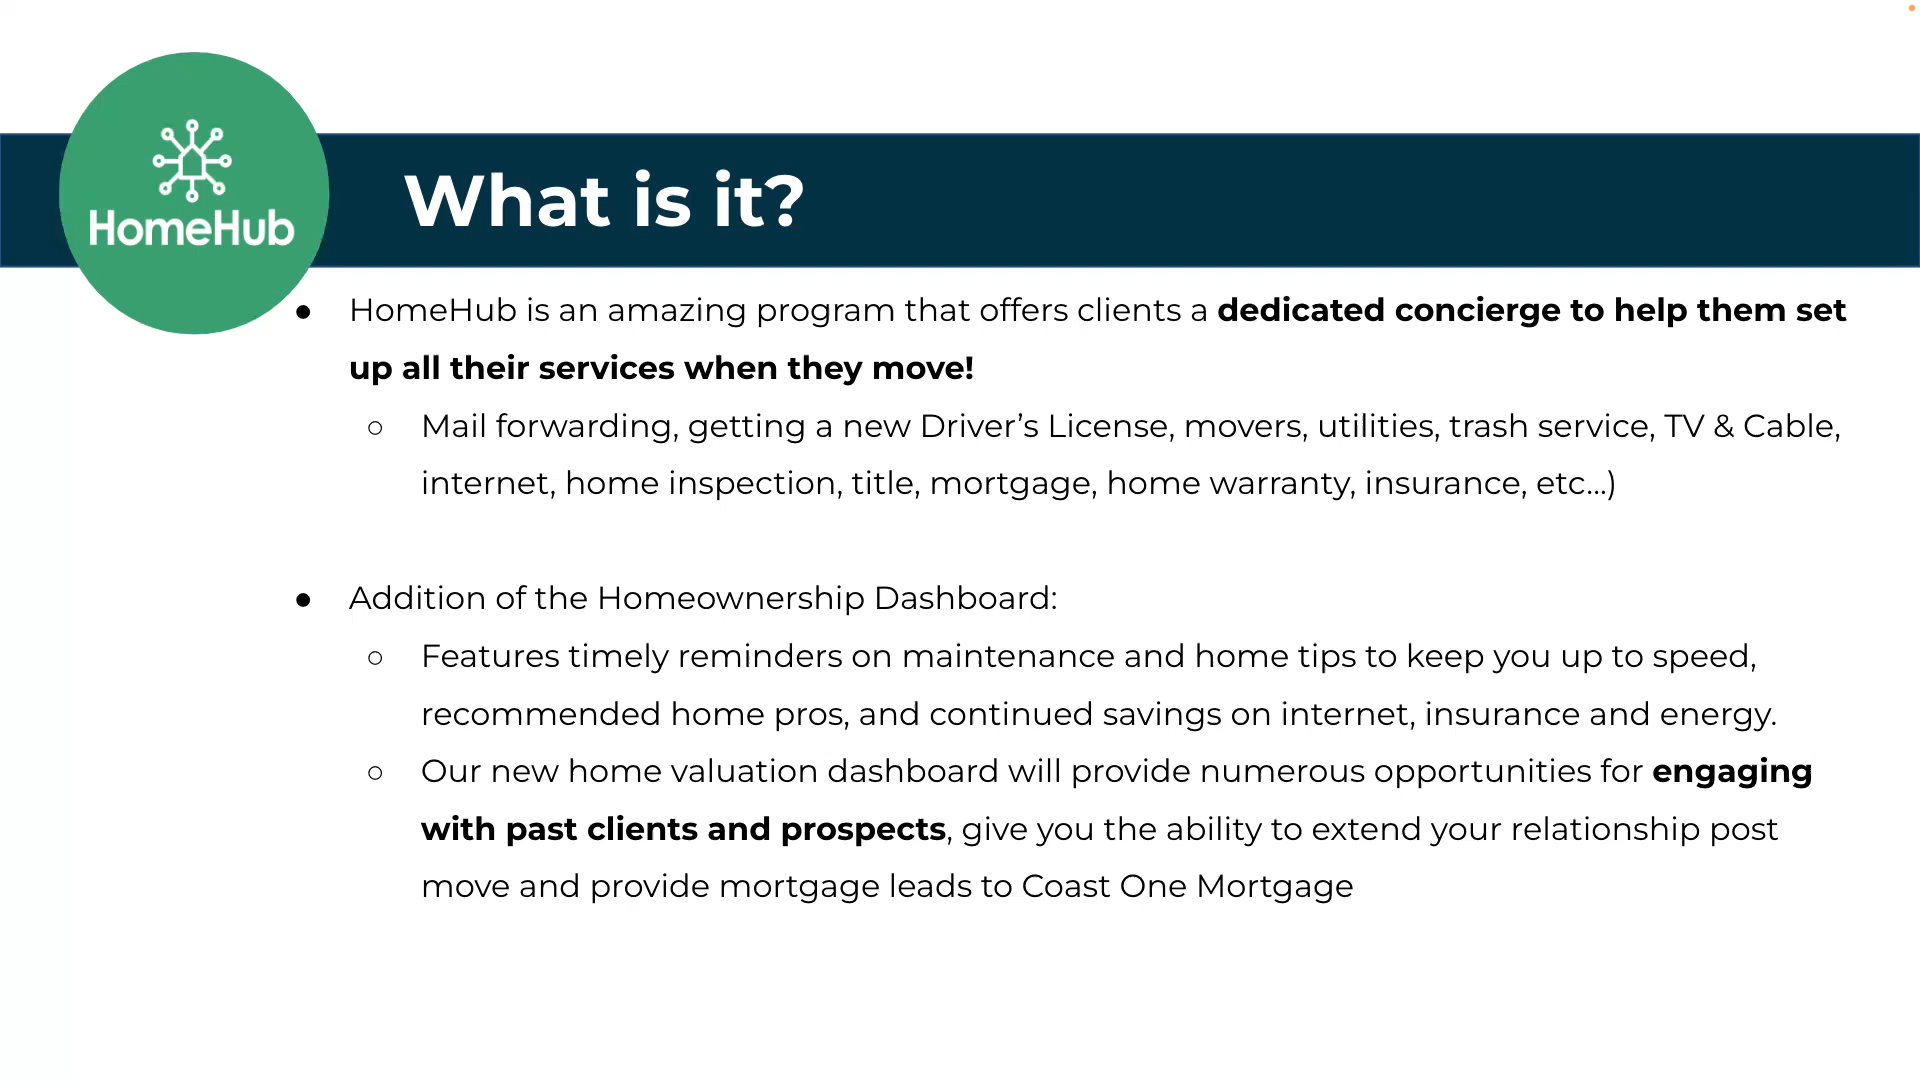 HomeHub
What is it?
● HomeHub is an amazing program that offers clients a dedicated concierge to help them set
up all their services when they move!
○ Mail forwarding, getting a new Driver’s License, movers, utilities, trash service, TV & Cable,
internet, home inspection, title, mortgage, home warranty, insurance, etc...)
● Addition of the Homeownership Dashboard:
○ Features timely reminders on maintenance and home tips to keep you up to speed,
recommended home pros, and continued savings on internet, insurance and energy.
○ Our new home valuation dashboard will provide numerous opportunities for engaging
with past clients and prospects, give you the ability to extend your relationship post
move and provide mortgage leads to Coast One Mortgage